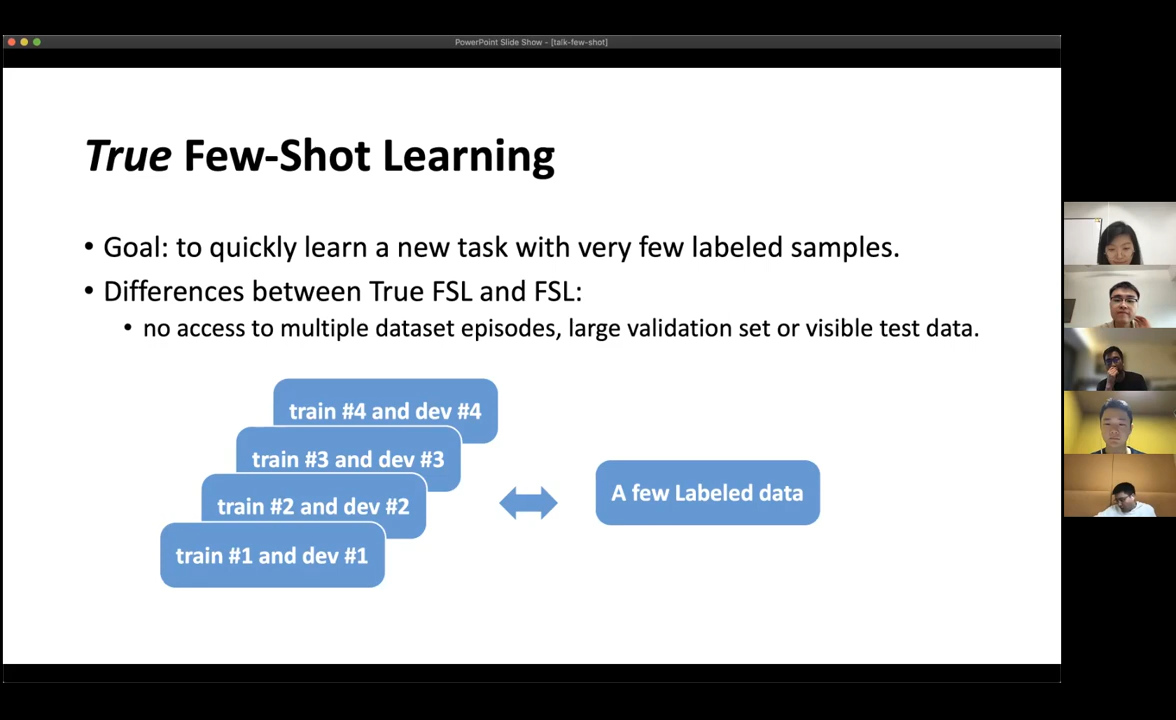 PowerPoint Slide Show - [talk-few-shot]
True Few-Shot Learning
• Goal: to quickly learn a new task with very few labeled samples.
• Differences between True FSL and FSL:
• no access to multiple dataset episodes, large validation set or visible test data.
train #4 and dev #4
train #3 and dev #3
train #2 and dev #2
train #1 and dev #1
A few Labeled data